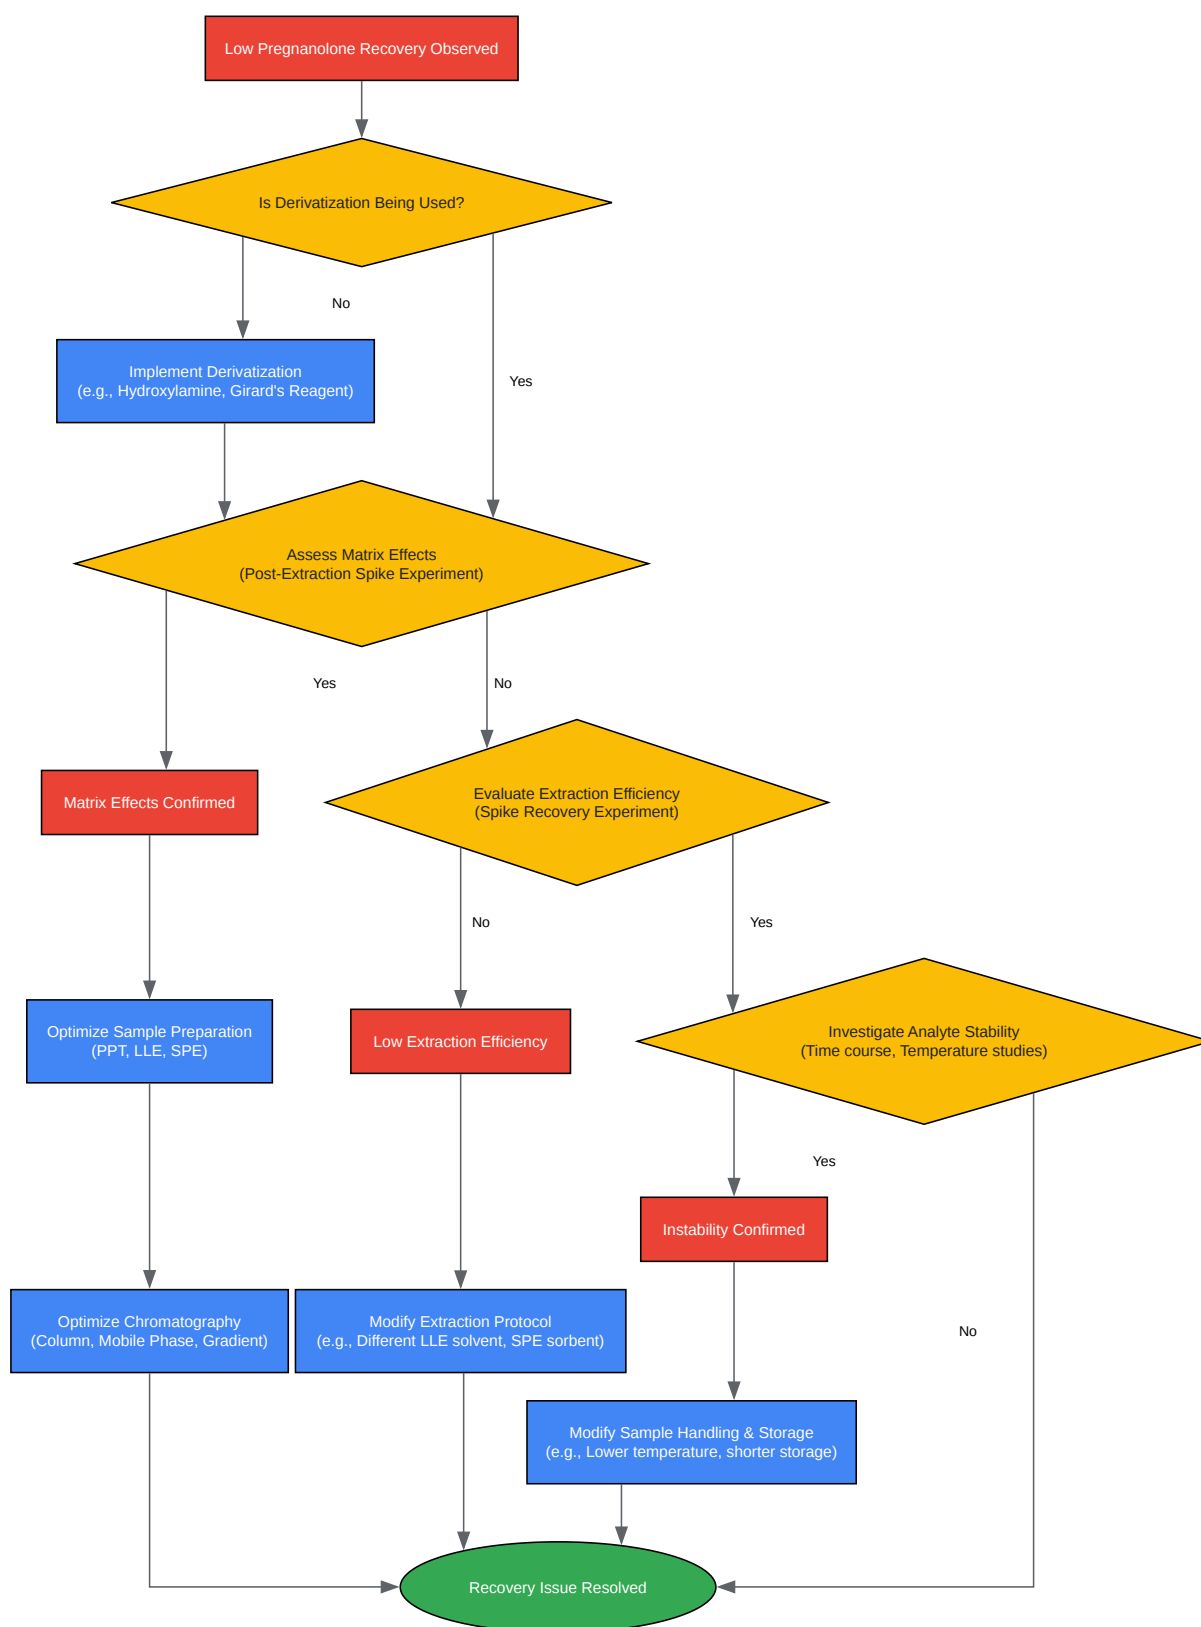 Low Pregnanolone Recovery Observed
Is Derivatization Being Used?
No
Implement Derivatization
(e.g., Hydroxylamine, Girard's Reagent)
Yes
Assess Matrix Effects
(Post-Extraction Spike Experiment)
Yes
No
Matrix Effects Confirmed
Evaluate Extraction Efficiency
(Spike Recovery Experiment)
No
Yes
Optimize Sample Preparation
(PPT, LLE, SPE)
Low Extraction Efficiency
Investigate Analyte Stability
(Time course, Temperature studies)
Yes
Instability Confirmed
Optimize Chromatography
(Column, Mobile Phase, Gradient)
Modify Extraction Protocol
(e.g., Different LLE solvent, SPE sorbent)
No
Modify Sample Handling & Storage
(e.g., Lower temperature, shorter storage)
Recovery Issue Resolved